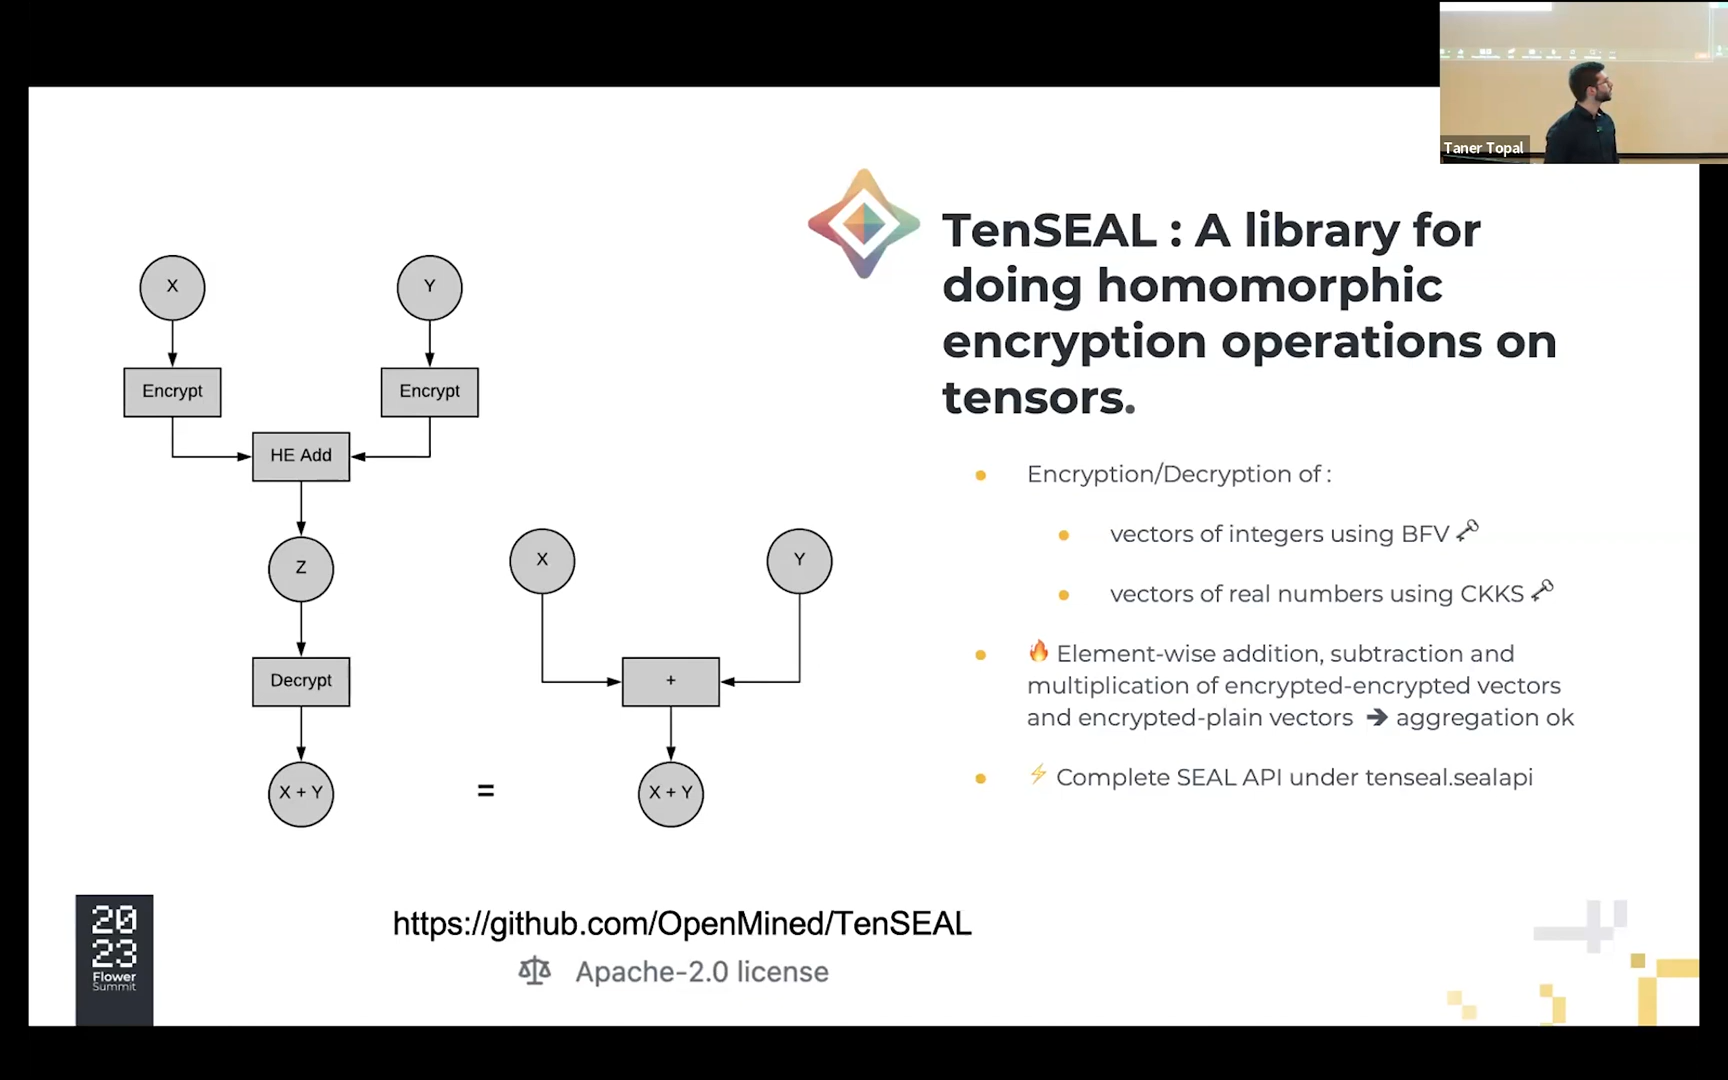 Taner Topal
TenSEAL : A library for
doing homomorphic
encryption operations on
tensors.
X
Y
Encrypt
Encrypt
HE Add
Z
Decrypt
X + Y
=
X
Y
+
X + Y
Encryption/Decryption of :
vectors of integers using BFV
vectors of real numbers using CKKS
Element-wise addition, subtraction and
multiplication of encrypted-encrypted vectors
and encrypted-plain vectors ➔ aggregation ok
Complete SEAL API under tenseal.sealapi
https://github.com/OpenMined/TenSEAL
Apache-2.0 license
20
23
Flower
Summit